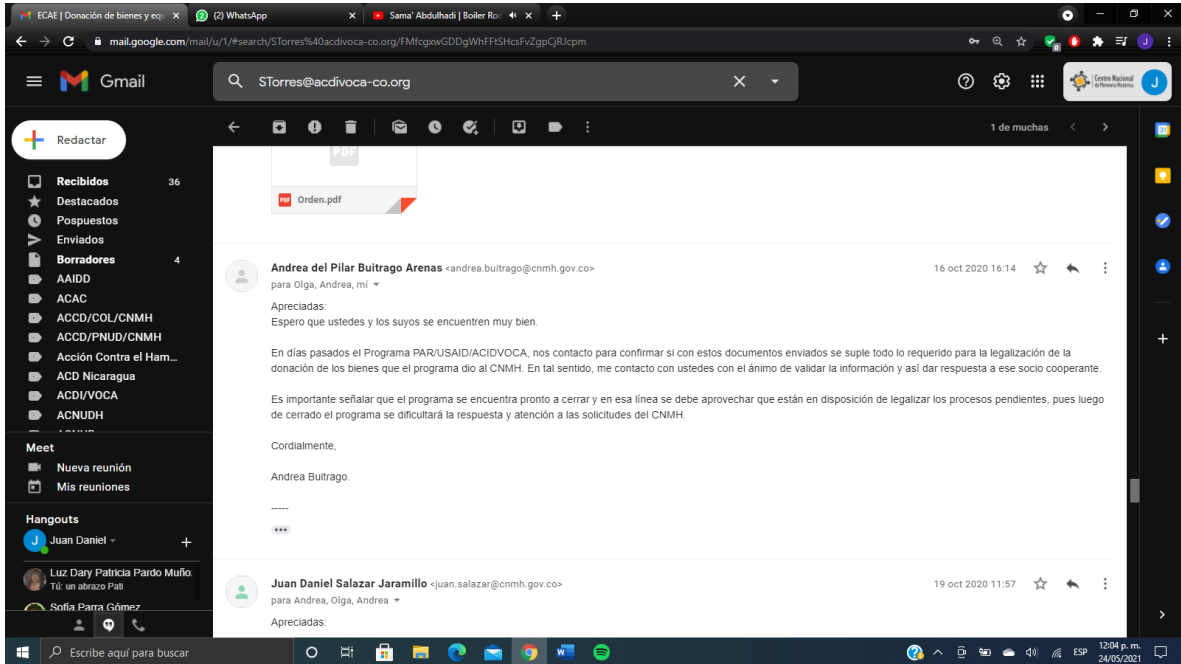 ECAE | Donación de bienes y equ
(2) WhatsApp
Sama' Abdulhadi | Boiler Roo
mail.google.com/mail/u/1/#search/STorres%40acdivoca-co.org/FMfcgxwGDDgWhFFtSHcsFvZgpCjRJcpm
Gmail
STorres@acdivoca-co.org
Centro Nacional
de Memoria Histórica
J
Redactar
1 de muchas
Recibidos 36
Destacados
Pospuestos
Enviados
Borradores 4
AAIDD
ACAC
ACCD/COL/CNMH
ACCD/PNUD/CNMH
Acción Contra el Ham...
ACD Nicaragua
ACDI/VOCA
ACNUDH
Meet
Nueva reunión
Mis reuniones
Hangouts
J Juan Daniel
Luz Dary Patricia Pardo Muño:
Tú: un abrazo Pati
Sofía Parra Gómez
PDF
PDF Orden.pdf
Andrea del Pilar Buitrago Arenas <andrea.buitrago@cnmh.gov.co> 16 oct 2020 16:14
para Olga, Andrea, mí
Apreciadas:
Espero que ustedes y los suyos se encuentren muy bien.
En días pasados el Programa PAR/USAID/ACIDVOCA, nos contacto para confirmar si con estos documentos enviados se suple todo lo requerido para la legalización de la
donación de los bienes que el programa dio al CNMH. En tal sentido, me contacto con ustedes con el ánimo de validar la información y así dar respuesta a ese socio cooperante.
Es importante señalar que el programa se encuentra pronto a cerrar y en esa línea se debe aprovechar que están en disposición de legalizar los procesos pendientes, pues luego
de cerrado el programa se dificultará la respuesta y atención a las solicitudes del CNMH.
Cordialmente,
Andrea Buitrago.
-----
Juan Daniel Salazar Jaramillo <juan.salazar@cnmh.gov.co> 19 oct 2020 11:57
para Andrea, Olga, Andrea
Apreciadas:
Escribe aquí para buscar
ESP
12:04 p. m.
24/05/2021